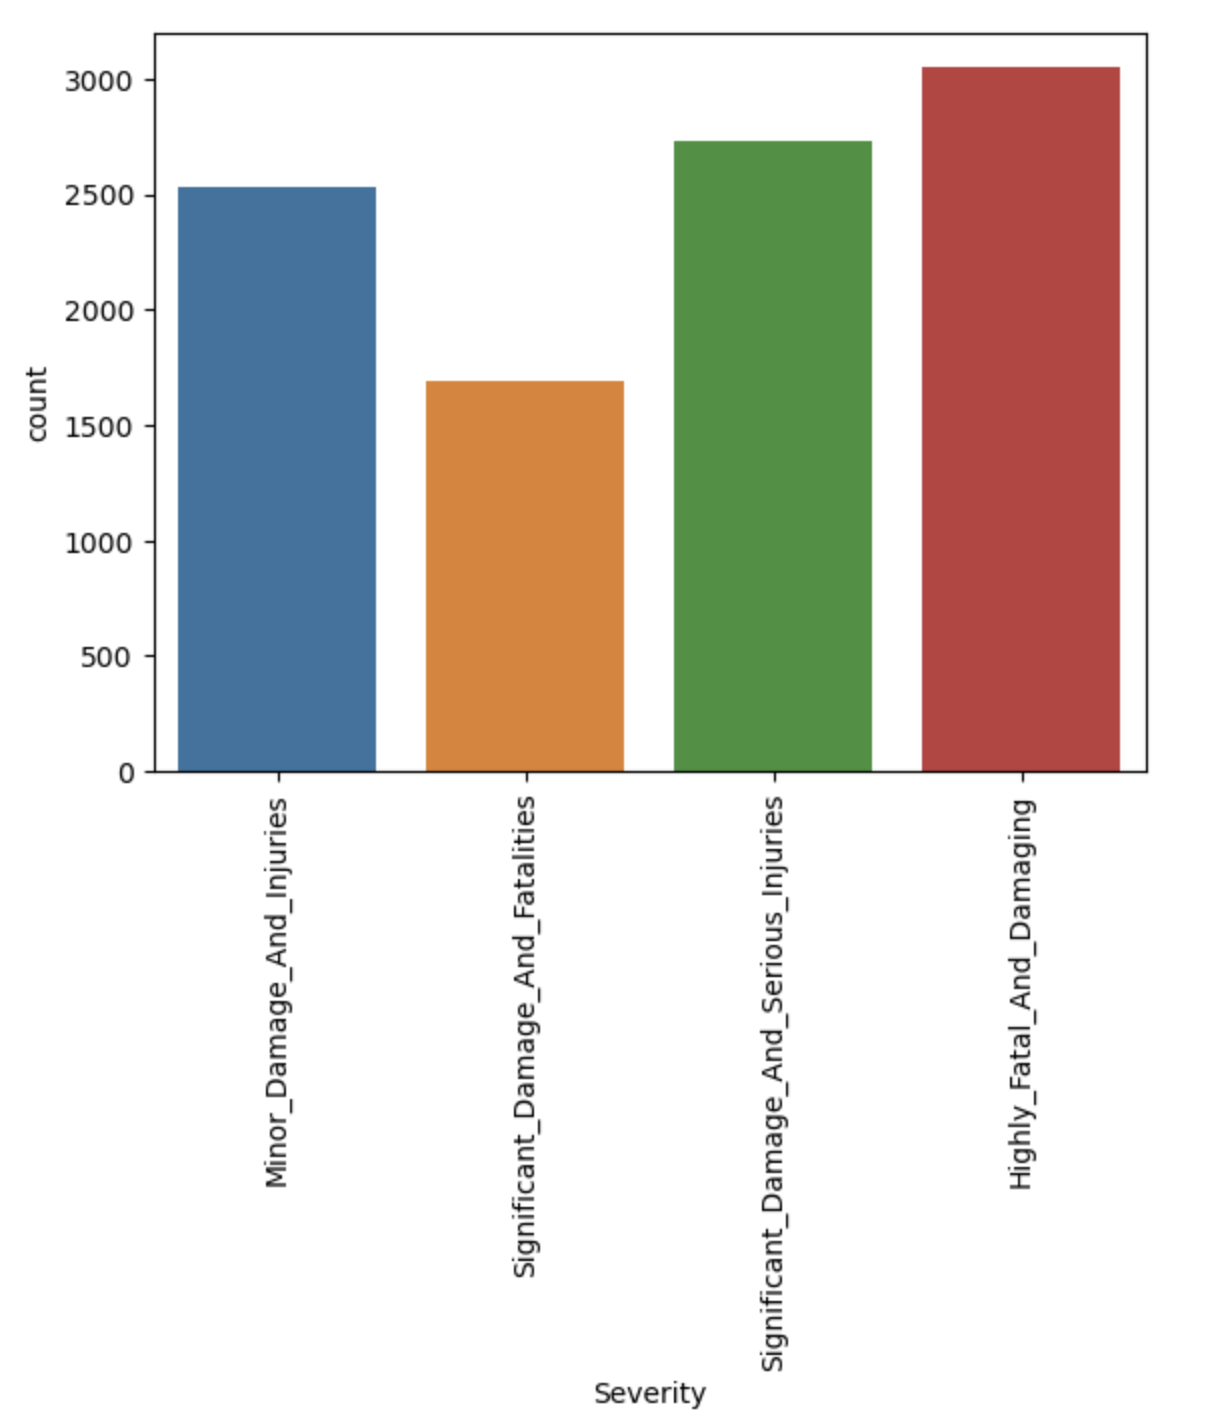 3000
2500
2000
1500
1000
500
0
count
Minor_Damage_And_Injuries
Significant_Damage_And_Fatalities
Significant_Damage_And_Serious_Injuries
Highly_Fatal_And_Damaging
Severity